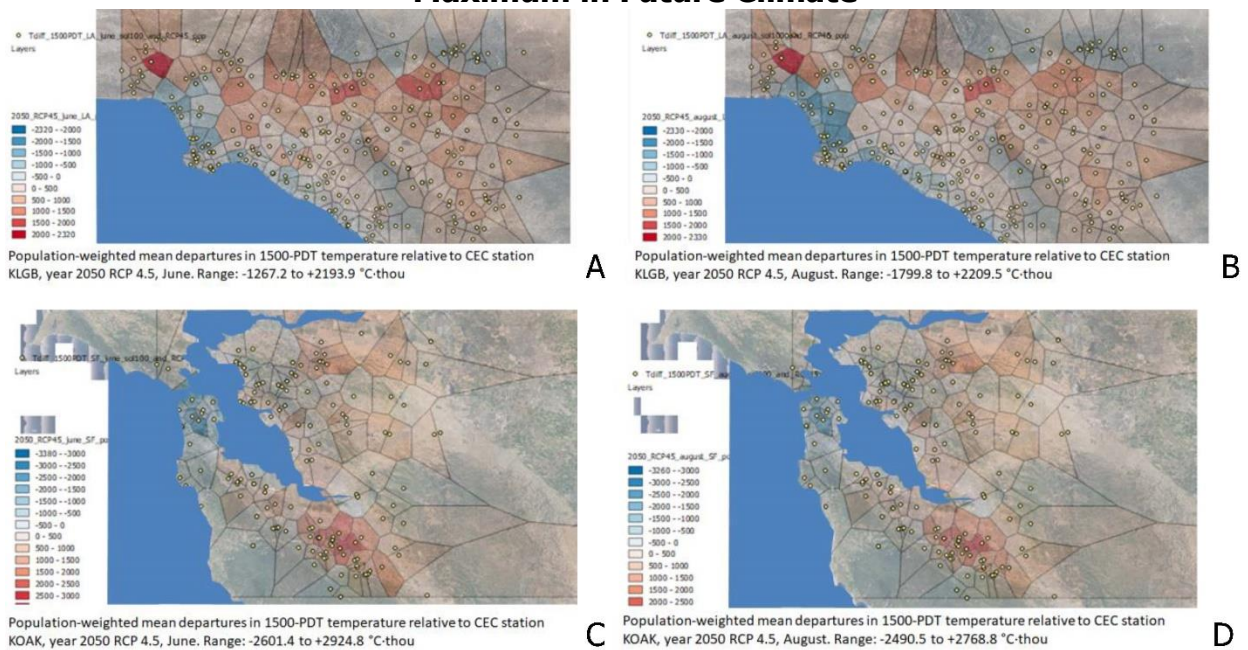 Maximum in Future Climate
Tdiff_1500PDT_LA_june_sol100_and_RCP45_pop
Layers
2050_RCP45_june_LA_p
-2320 - -2000
-2000 - -1500
-1500 - -1000
-1000 - -500
-500 - 0
0 - 500
500 - 1000
1000 - 1500
1500 - 2000
2000 - 2320
Population-weighted mean departures in 1500-PDT temperature relative to CEC station
KLGB, year 2050 RCP 4.5, June. Range: -1267.2 to +2193.9 °C·thou
A
Layers
2050_RCP45_august_L
-2330 - -2000
-2000 - -1500
-1500 - -1000
-1000 - -500
-500 - 0
0 - 500
500 - 1000
1000 - 1500
1500 - 2000
2000 - 2330
Population-weighted mean departures in 1500-PDT temperature relative to CEC station
KLGB, year 2050 RCP 4.5, August. Range: -1799.8 to +2209.5 °C·thou
B
Layers
2050_RCP45_june_SF_po
-3380 - -3000
-3000 - -2500
-2500 - -2000
-2000 - -1500
-1500 - -1000
-1000 - -500
-500 - 0
0 - 500
500 - 1000
1000 - 1500
1500 - 2000
2000 - 2500
2500 - 3000
Population-weighted mean departures in 1500-PDT temperature relative to CEC station
KOAK, year 2050 RCP 4.5, June. Range: -2601.4 to +2924.8 °C·thou
C
Layers
2050_RCP45_august_SF_po
-3260 - -3000
-3000 - -2500
-2500 - -2000
-2000 - -1500
-1500 - -1000
-1000 - -500
-500 - 0
0 - 500
500 - 1000
1000 - 1500
1500 - 2000
2000 - 2500
Population-weighted mean departures in 1500-PDT temperature relative to CEC station
KOAK, year 2050 RCP 4.5, August. Range: -2490.5 to +2768.8 °C·thou
D